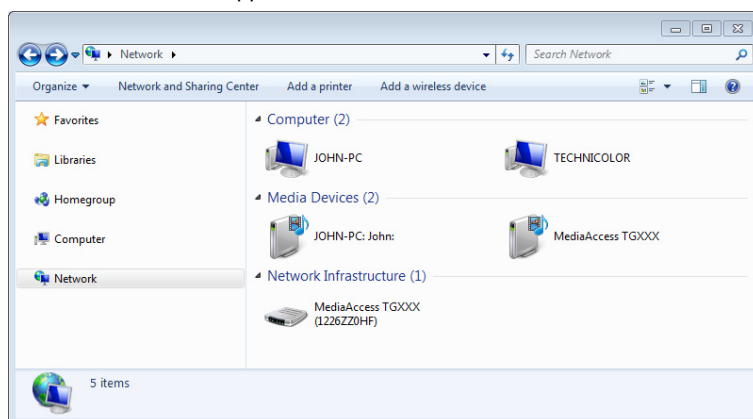 Network
Search Network
Organize
Network and Sharing Center
Add a printer
Add a wireless device
Favorites
Libraries
Homegroup
Computer
Network
Computer (2)
JOHN-PC
TECHNICOLOR
Media Devices (2)
JOHN-PC: John:
MediaAccess TGXXX
Network Infrastructure (1)
MediaAccess TGXXX
(1226ZZ0HF)
5 items